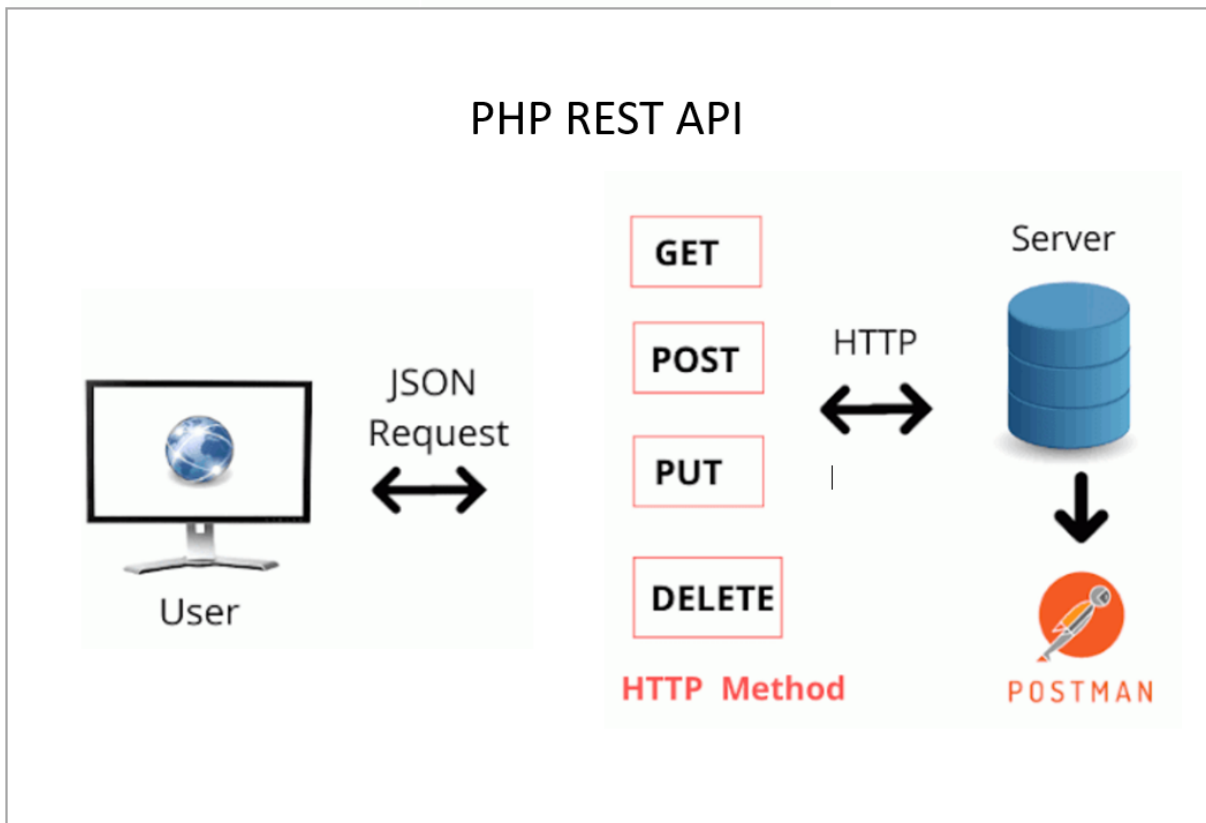 PHP REST API
JSON
Request
User
GET
POST
PUT
DELETE
HTTP Method
HTTP
Server
POSTMAN